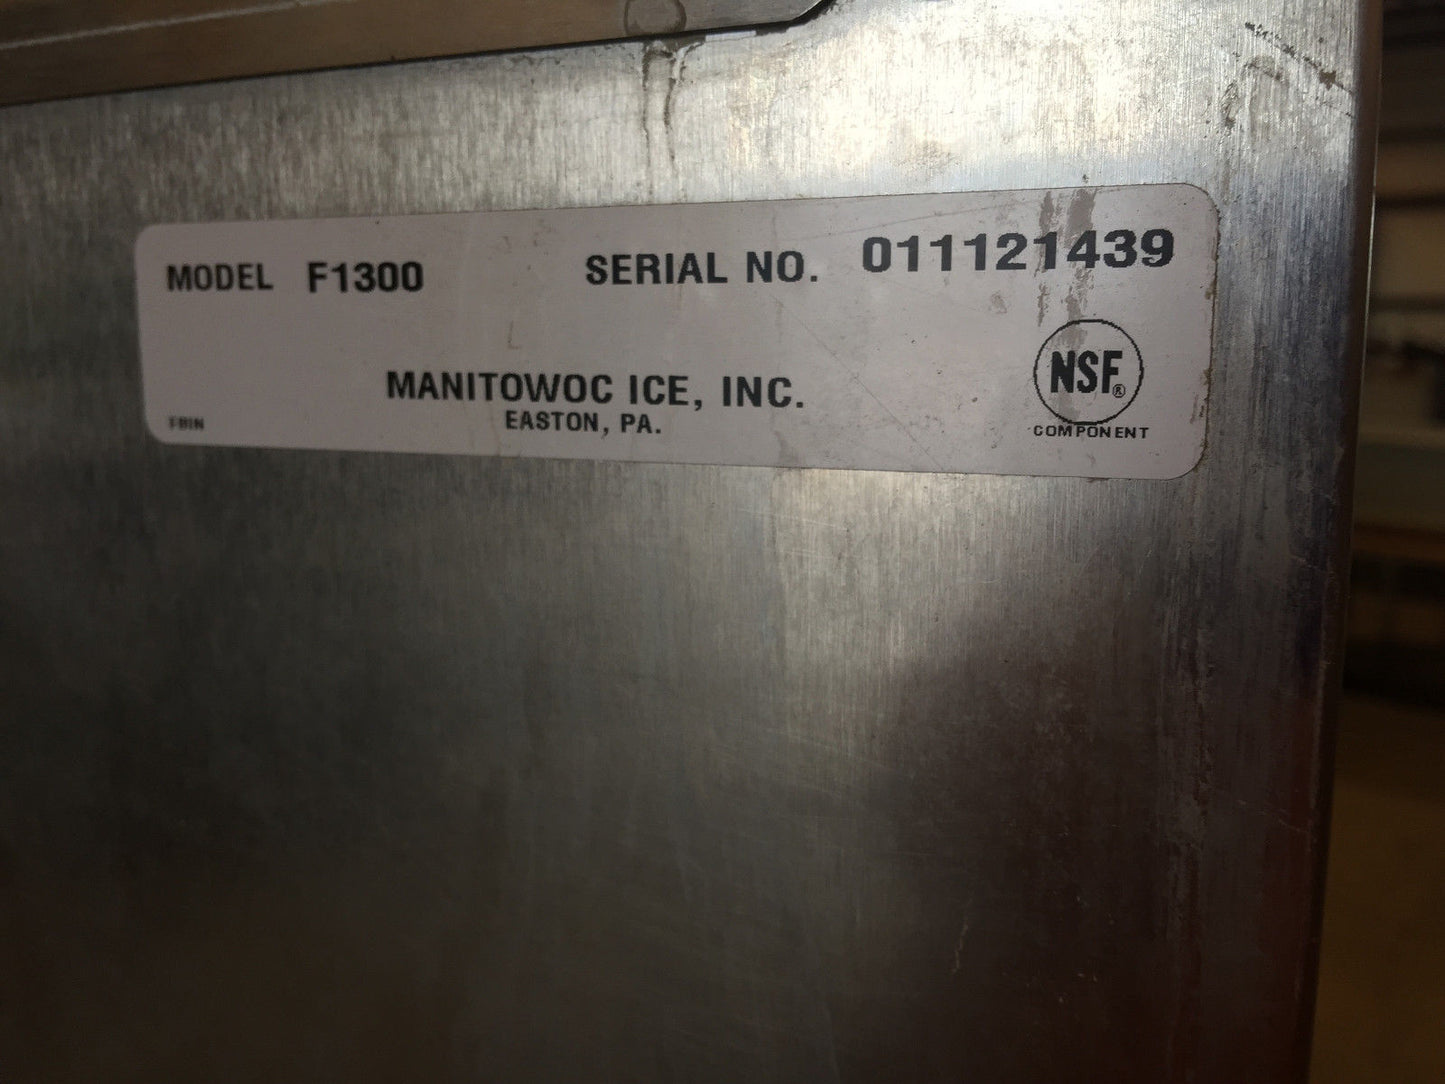 MODEL F1300 SERIAL NO. 011121439
MANITOWOC ICE, INC.
EASTON, PA.
NSF®
COMPONENT
FBIN